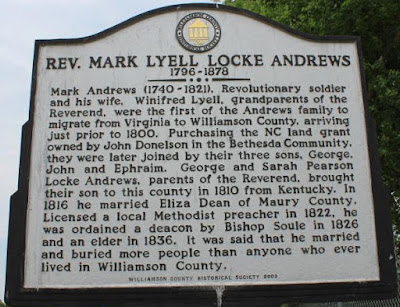 REV. MARK LYELL LOCKE ANDREWS
1796-1878
Mark Andrews (1740-1821), Revolutionary soldier
and his wife, Winifred Lyell, grandparents of the
Reverend, were the first of the Andrews family to
migrate from Virginia to Williamson County, arriving
just prior to 1800. Purchasing the NC land grant
owned by John Donelson in the Bethesda Community,
they were later joined by their three sons, George,
John and Ephraim. George and Sarah Pearson
Locke Andrews, parents of the Reverend, brought
their son to this county in 1810 from Kentucky. In
1816 he married Eliza Dean of Maury County.
Licensed a local Methodist preacher in 1822, he
was ordained a deacon by Bishop Soule in 1826
and an elder in 1836. It was said that he married
and buried more people than anyone who ever
lived in Williamson County.
WILLIAMSON COUNTY HISTORICAL SOCIETY 2003